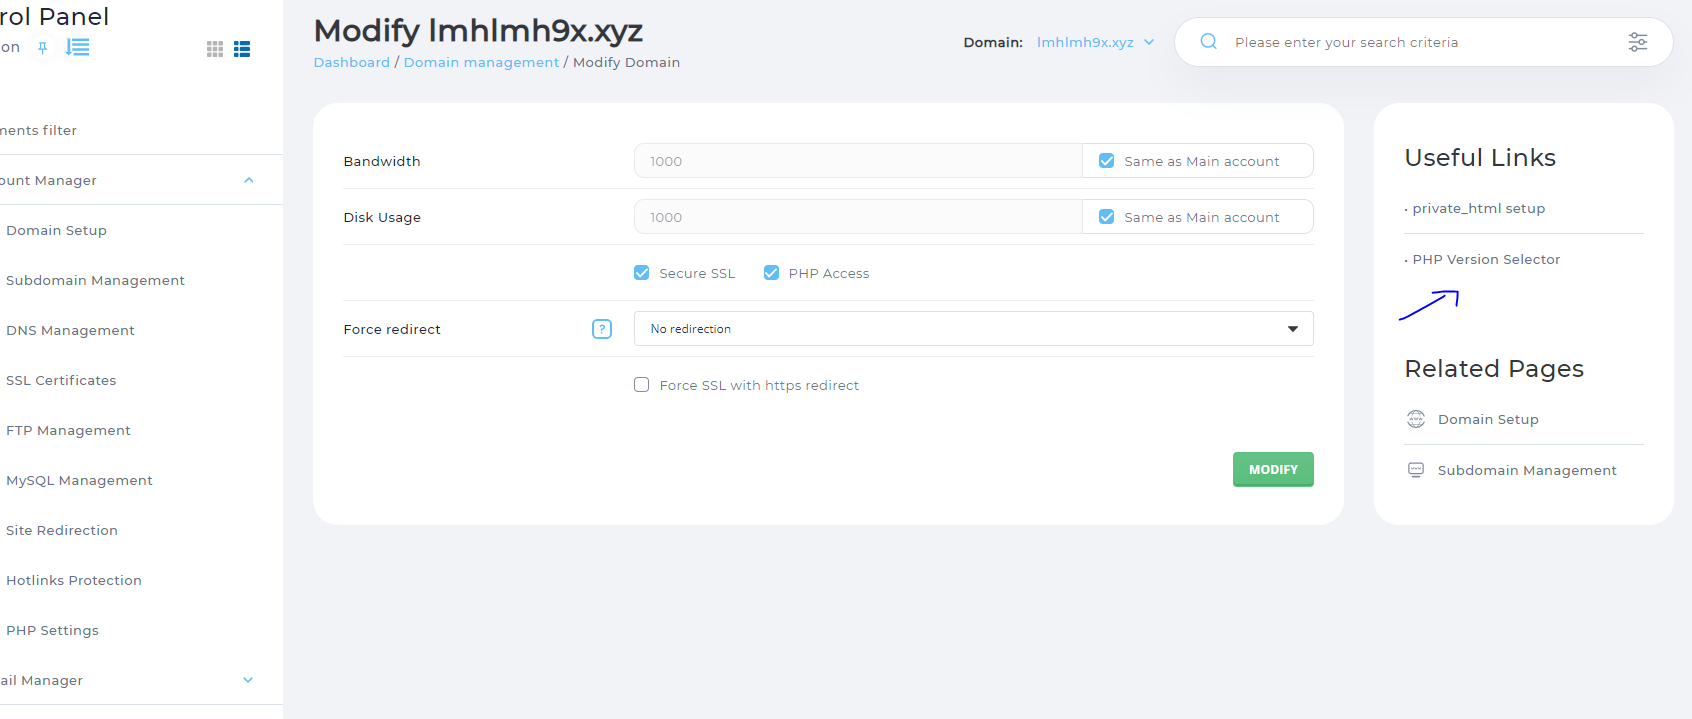 rol Panel
on
ments filter
ount Manager
Domain Setup
Subdomain Management
DNS Management
SSL Certificates
FTP Management
MySQL Management
Site Redirection
Hotlinks Protection
PHP Settings
ail Manager
Modify lmhlmh9x.xyz
Dashboard / Domain management / Modify Domain
Domain: lmhlmh9x.xyz
Please enter your search criteria
Bandwidth 1000 Same as Main account
Disk Usage 1000 Same as Main account
Secure SSL PHP Access
Force redirect ? No redirection
Force SSL with https redirect
MODIFY
Useful Links
· private_html setup
· PHP Version Selector
Related Pages
Domain Setup
Subdomain Management